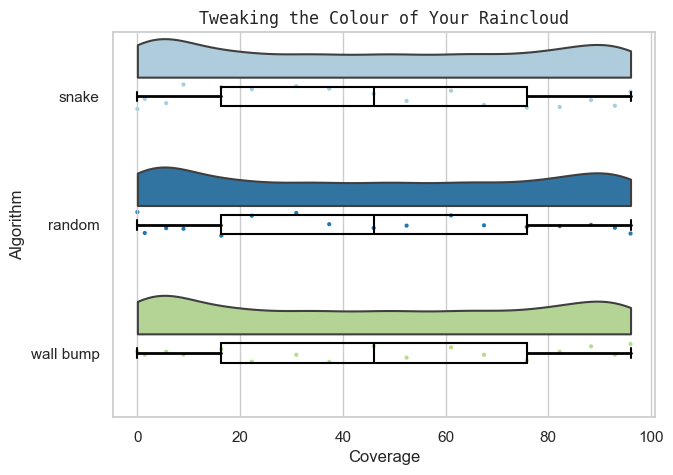 Tweaking the Colour of Your Raincloud
snake
random
wall bump
Algorithm
0 20 40 60 80 100
Coverage